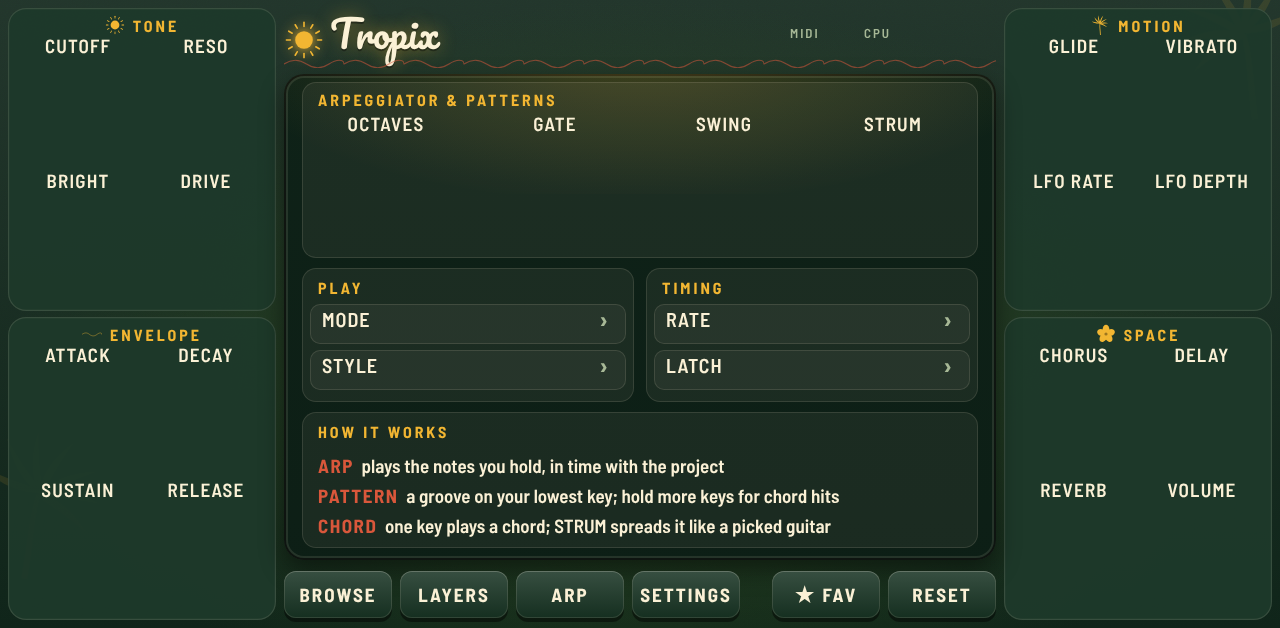 TONE
CUTOFF RESO
BRIGHT DRIVE
ENVELOPE
ATTACK DECAY
SUSTAIN RELEASE
Tropix
MIDI CPU
ARPEGGIATOR & PATTERNS
OCTAVES GATE SWING STRUM
PLAY
MODE ›
STYLE ›
TIMING
RATE ›
LATCH ›
HOW IT WORKS
ARP plays the notes you hold, in time with the project
PATTERN a groove on your lowest key; hold more keys for chord hits
CHORD one key plays a chord; STRUM spreads it like a picked guitar
BROWSE LAYERS ARP SETTINGS ★ FAV RESET
MOTION
GLIDE VIBRATO
LFO RATE LFO DEPTH
SPACE
CHORUS DELAY
REVERB VOLUME